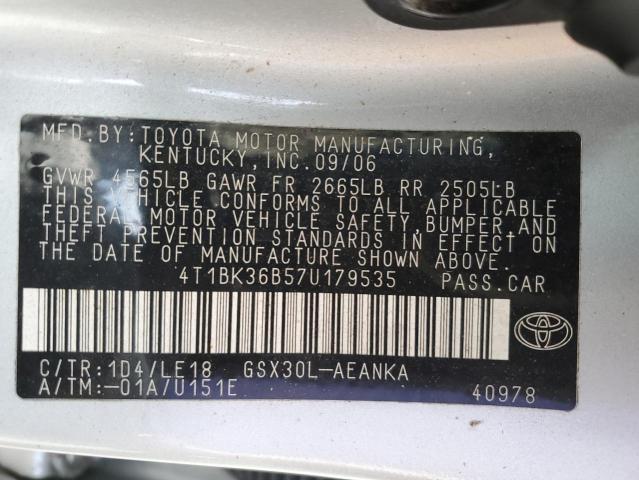 MFD.BY:TOYOTA MOTOR MANUFACTURING,
KENTUCKY, INC.09/06
GVWR 4565LB GAWR FR 2665LB RR 2505LB
THIS VEHICLE CONFORMS TO ALL APPLICABLE
FEDERAL MOTOR VEHICLE SAFETY,BUMPER,AND
THEFT PREVENTION STANDARDS IN EFFECT ON
THE DATE OF MANUFACTURE SHOWN ABOVE.
4T1BK36B57U179535 PASS.CAR
C/TR:1D4/LE18 GSX30L-AEANKA
A/TM:-01A/U151E 40978